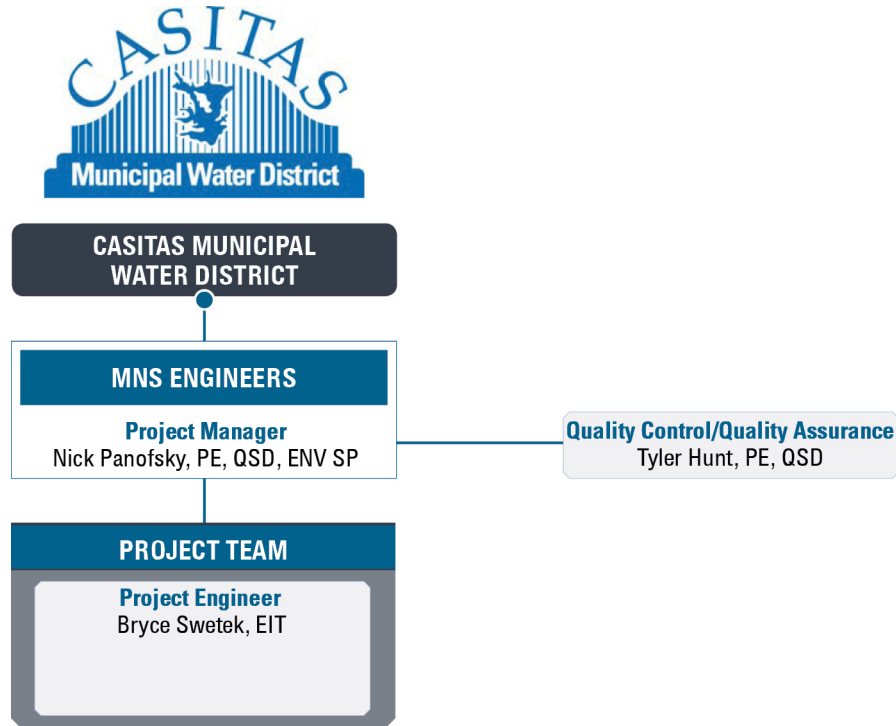 CASITAS
Municipal Water District
CASITAS MUNICIPAL
WATER DISTRICT
MNS ENGINEERS
Project Manager
Nick Panofsky, PE, QSD, ENV SP
Quality Control/Quality Assurance
Tyler Hunt, PE, QSD
PROJECT TEAM
Project Engineer
Bryce Swetek, EIT